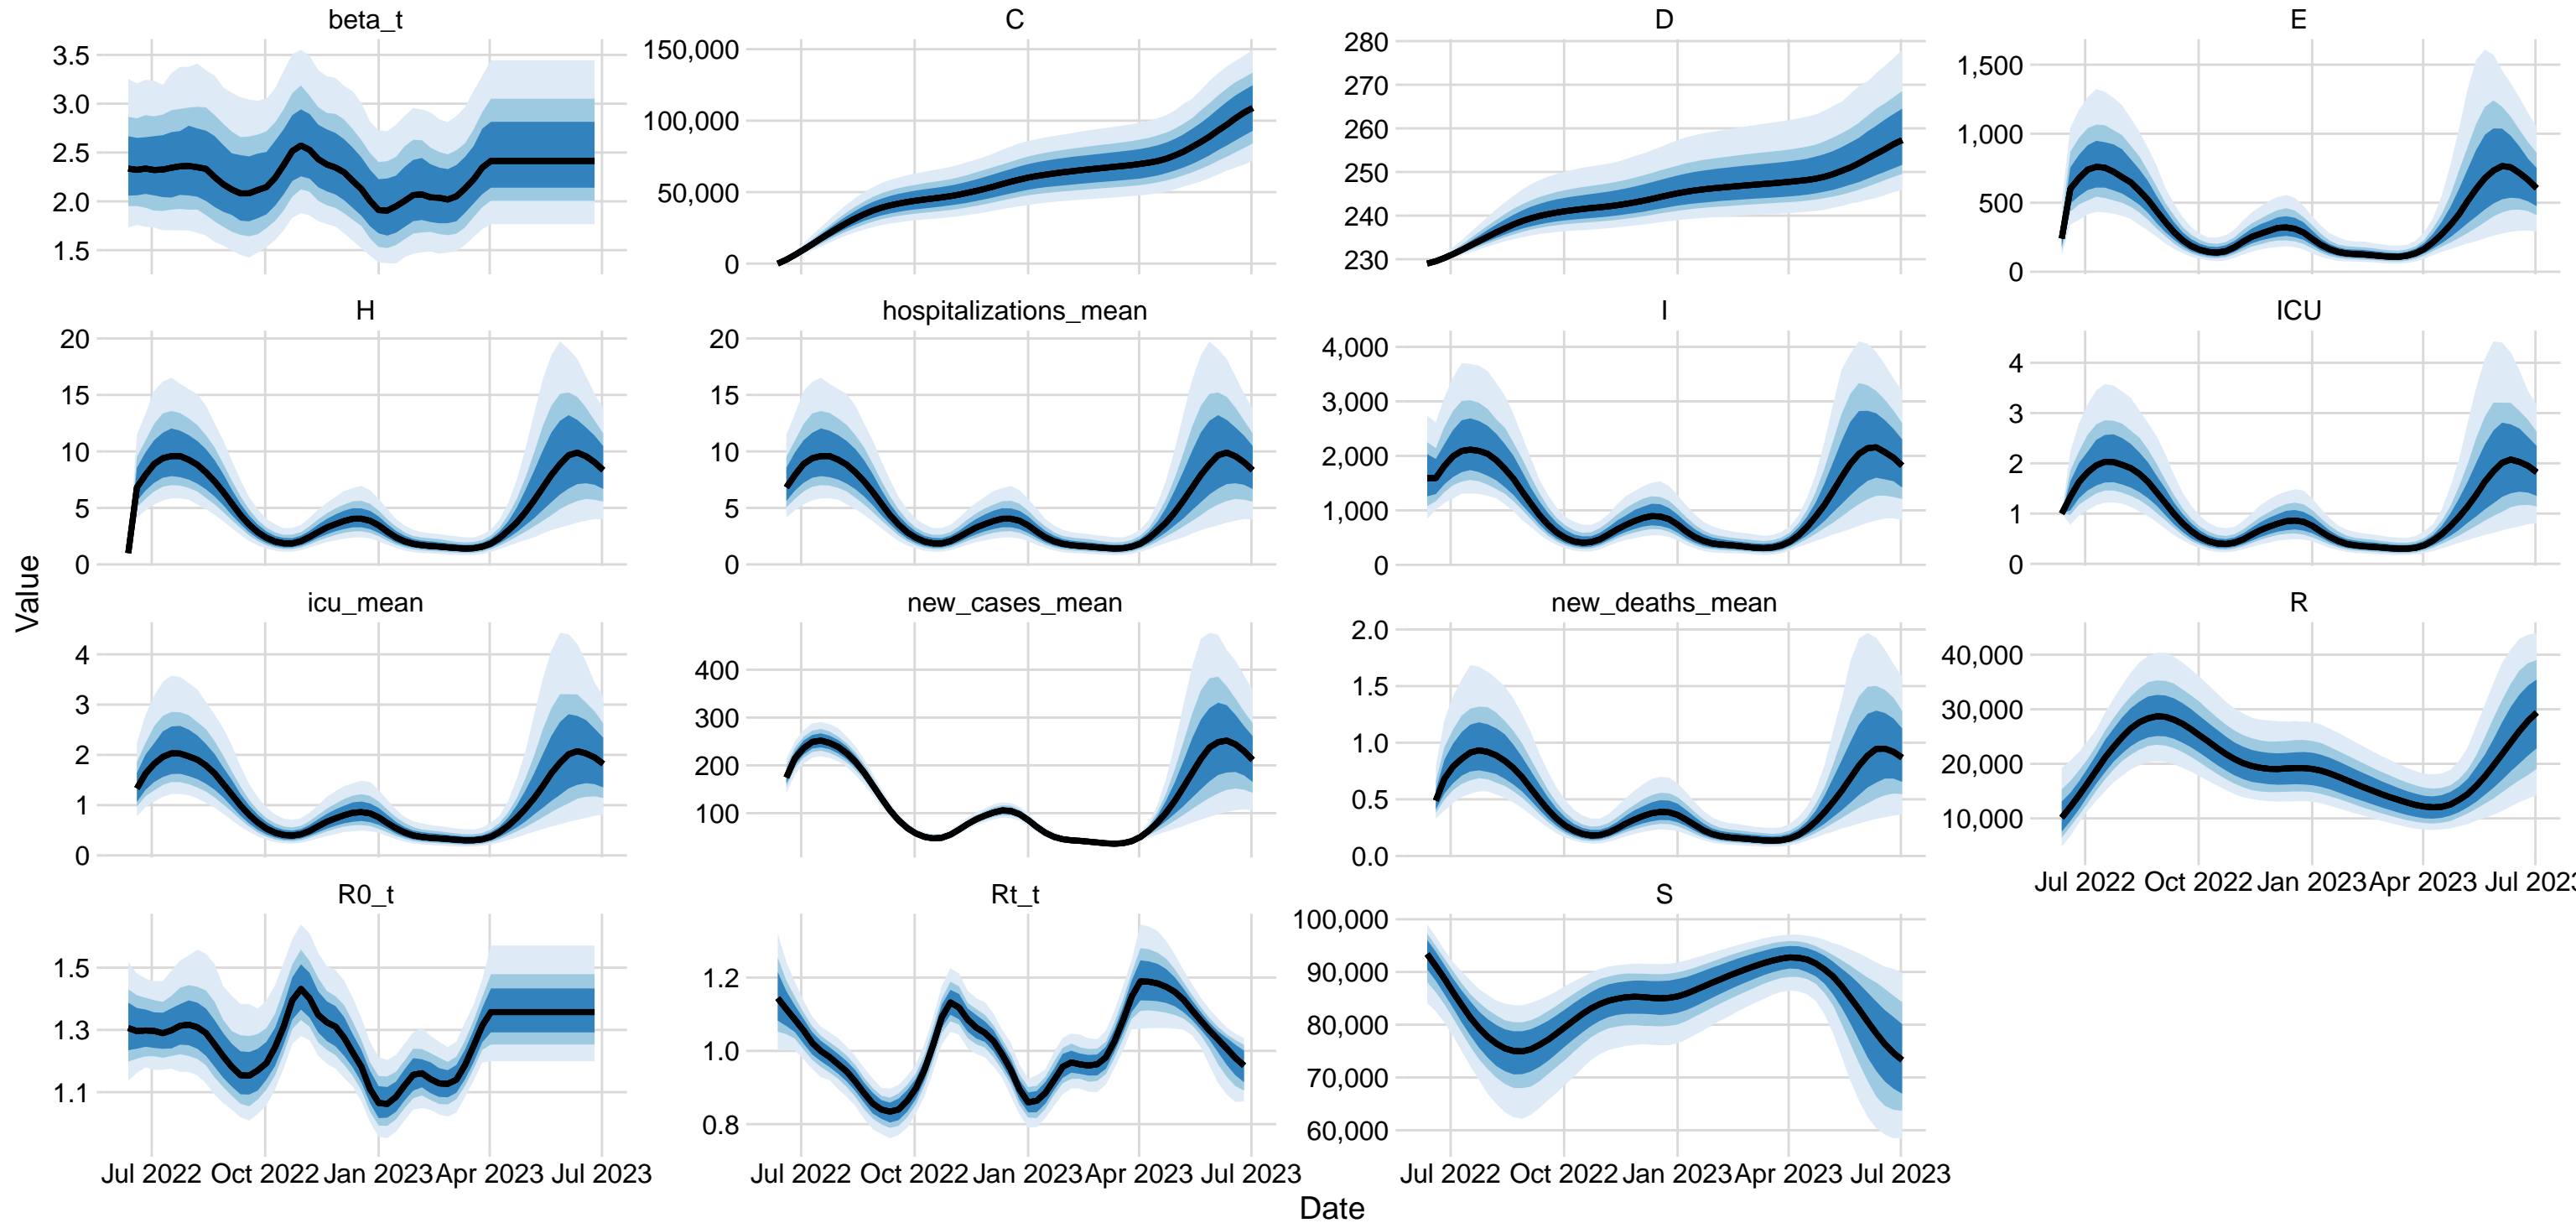 beta_t C D E
3.5 150,000 280 1,500
3.0 100,000 270 1,000
2.5 50,000 260 500
2.0 0 250 0
1.5 240
230
H hospitalizations_mean I ICU
20 20 4,000 4
15 15 3,000 3
10 10 2,000 2
5 5 1,000 1
0 0 0 0
Value
icu_mean new_cases_mean new_deaths_mean R
4 400 2.0 40,000
3 300 1.5 30,000
2 200 1.0 20,000
1 100 0.5 10,000
0 0.0
Jul 2022 Oct 2022 Jan 2023 Apr 2023 Jul 2023
R0_t Rt_t S
1.5 1.2 100,000
1.3 1.0 90,000
1.1 0.8 80,000
70,000
60,000
Jul 2022 Oct 2022 Jan 2023 Apr 2023 Jul 2023 Jul 2022 Oct 2022 Jan 2023 Apr 2023 Jul 2023 Jul 2022 Oct 2022 Jan 2023 Apr 2023 Jul 2023
Date